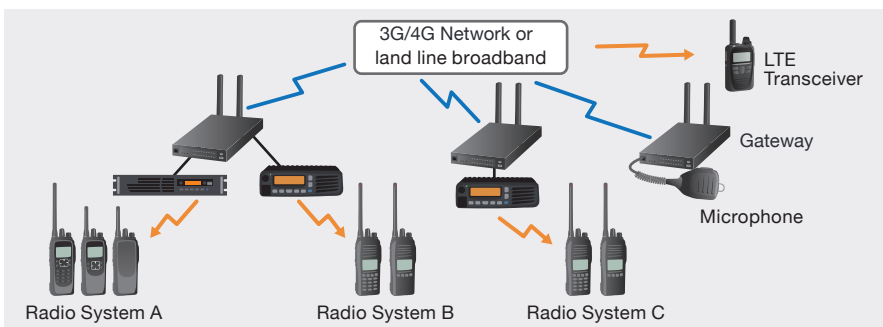 3G/4G Network or
land line broadband
LTE
Transceiver
Gateway
Microphone
Radio System A
Radio System B
Radio System C